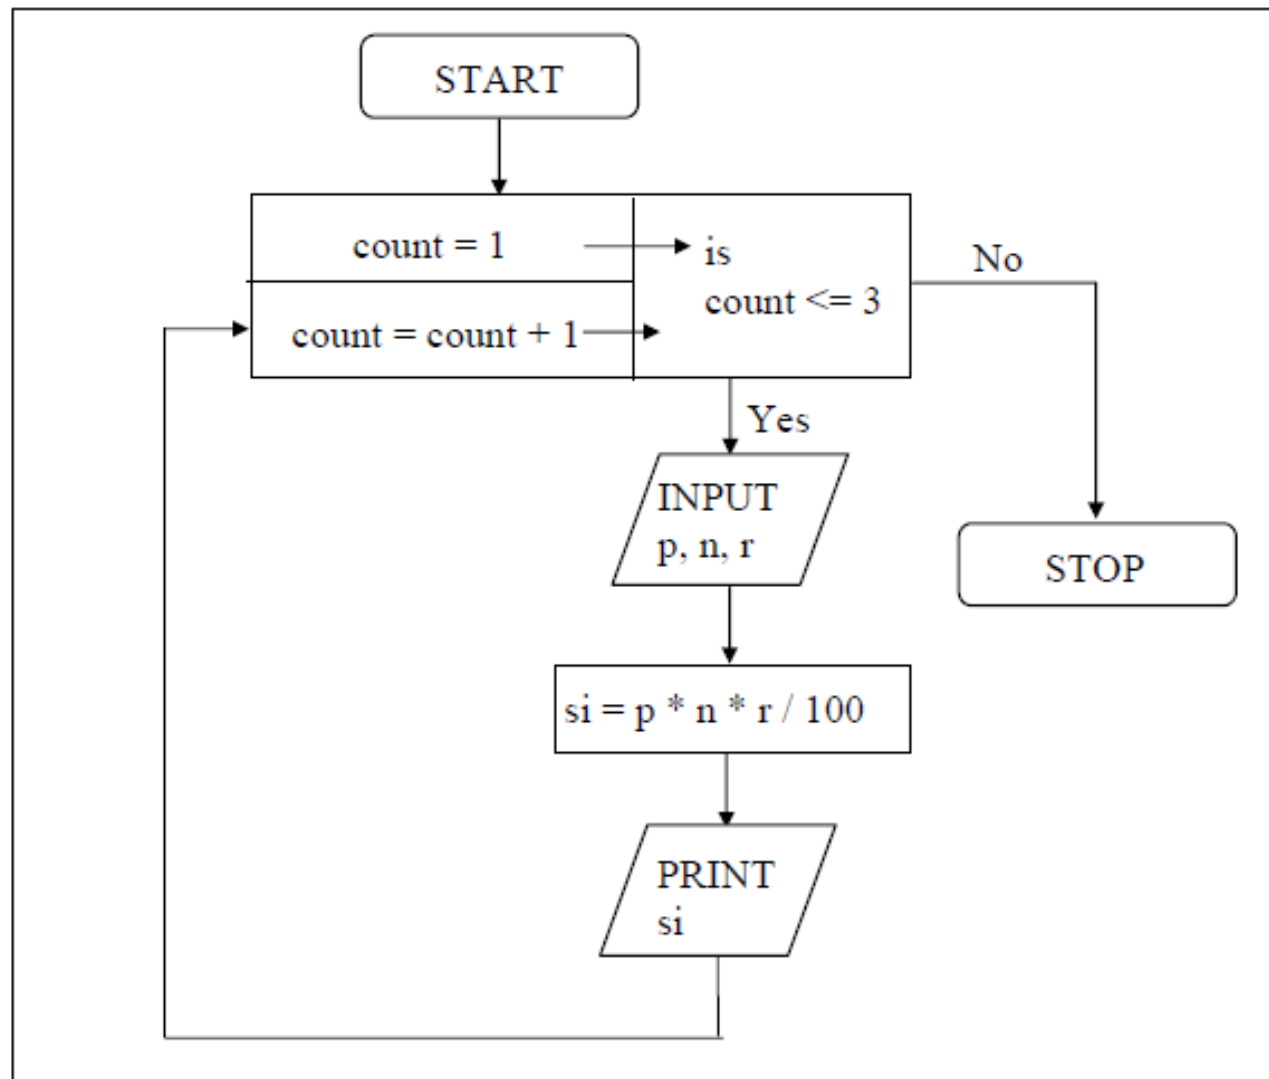 START
count = 1
is
count <= 3
No
count = count + 1
Yes
INPUT
p, n, r
STOP
si = p * n * r / 100
PRINT
si